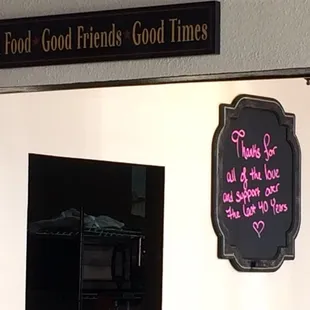 Food Good Friends Good Times
Thanks for
all of the love
and support over
The last 40 Years